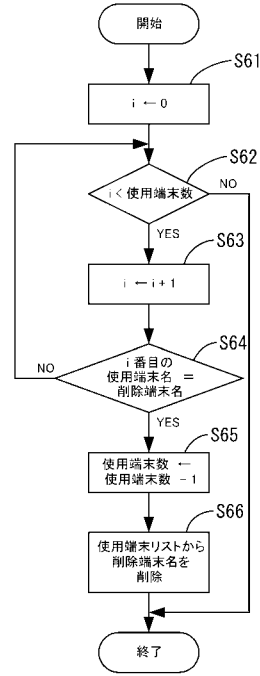 開始
S61
i ← 0
S62
i < 使用端末数
NO
YES
S63
i ← i + 1
S64
i 番目の
使用端末名 =
削除端末名
NO
YES
S65
使用端末数 ←
使用端末数 - 1
S66
使用端末リストから
削除端末名を
削除
終了